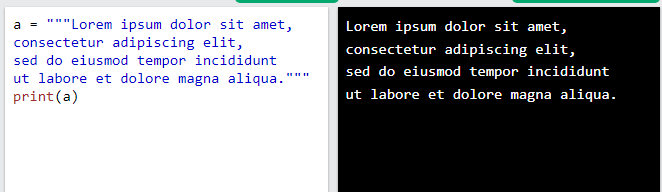 a = """Lorem ipsum dolor sit amet,
consectetur adipiscing elit,
sed do eiusmod tempor incididunt
ut labore et dolore magna aliqua."""
print(a)
Lorem ipsum dolor sit amet,
consectetur adipiscing elit,
sed do eiusmod tempor incididunt
ut labore et dolore magna aliqua.